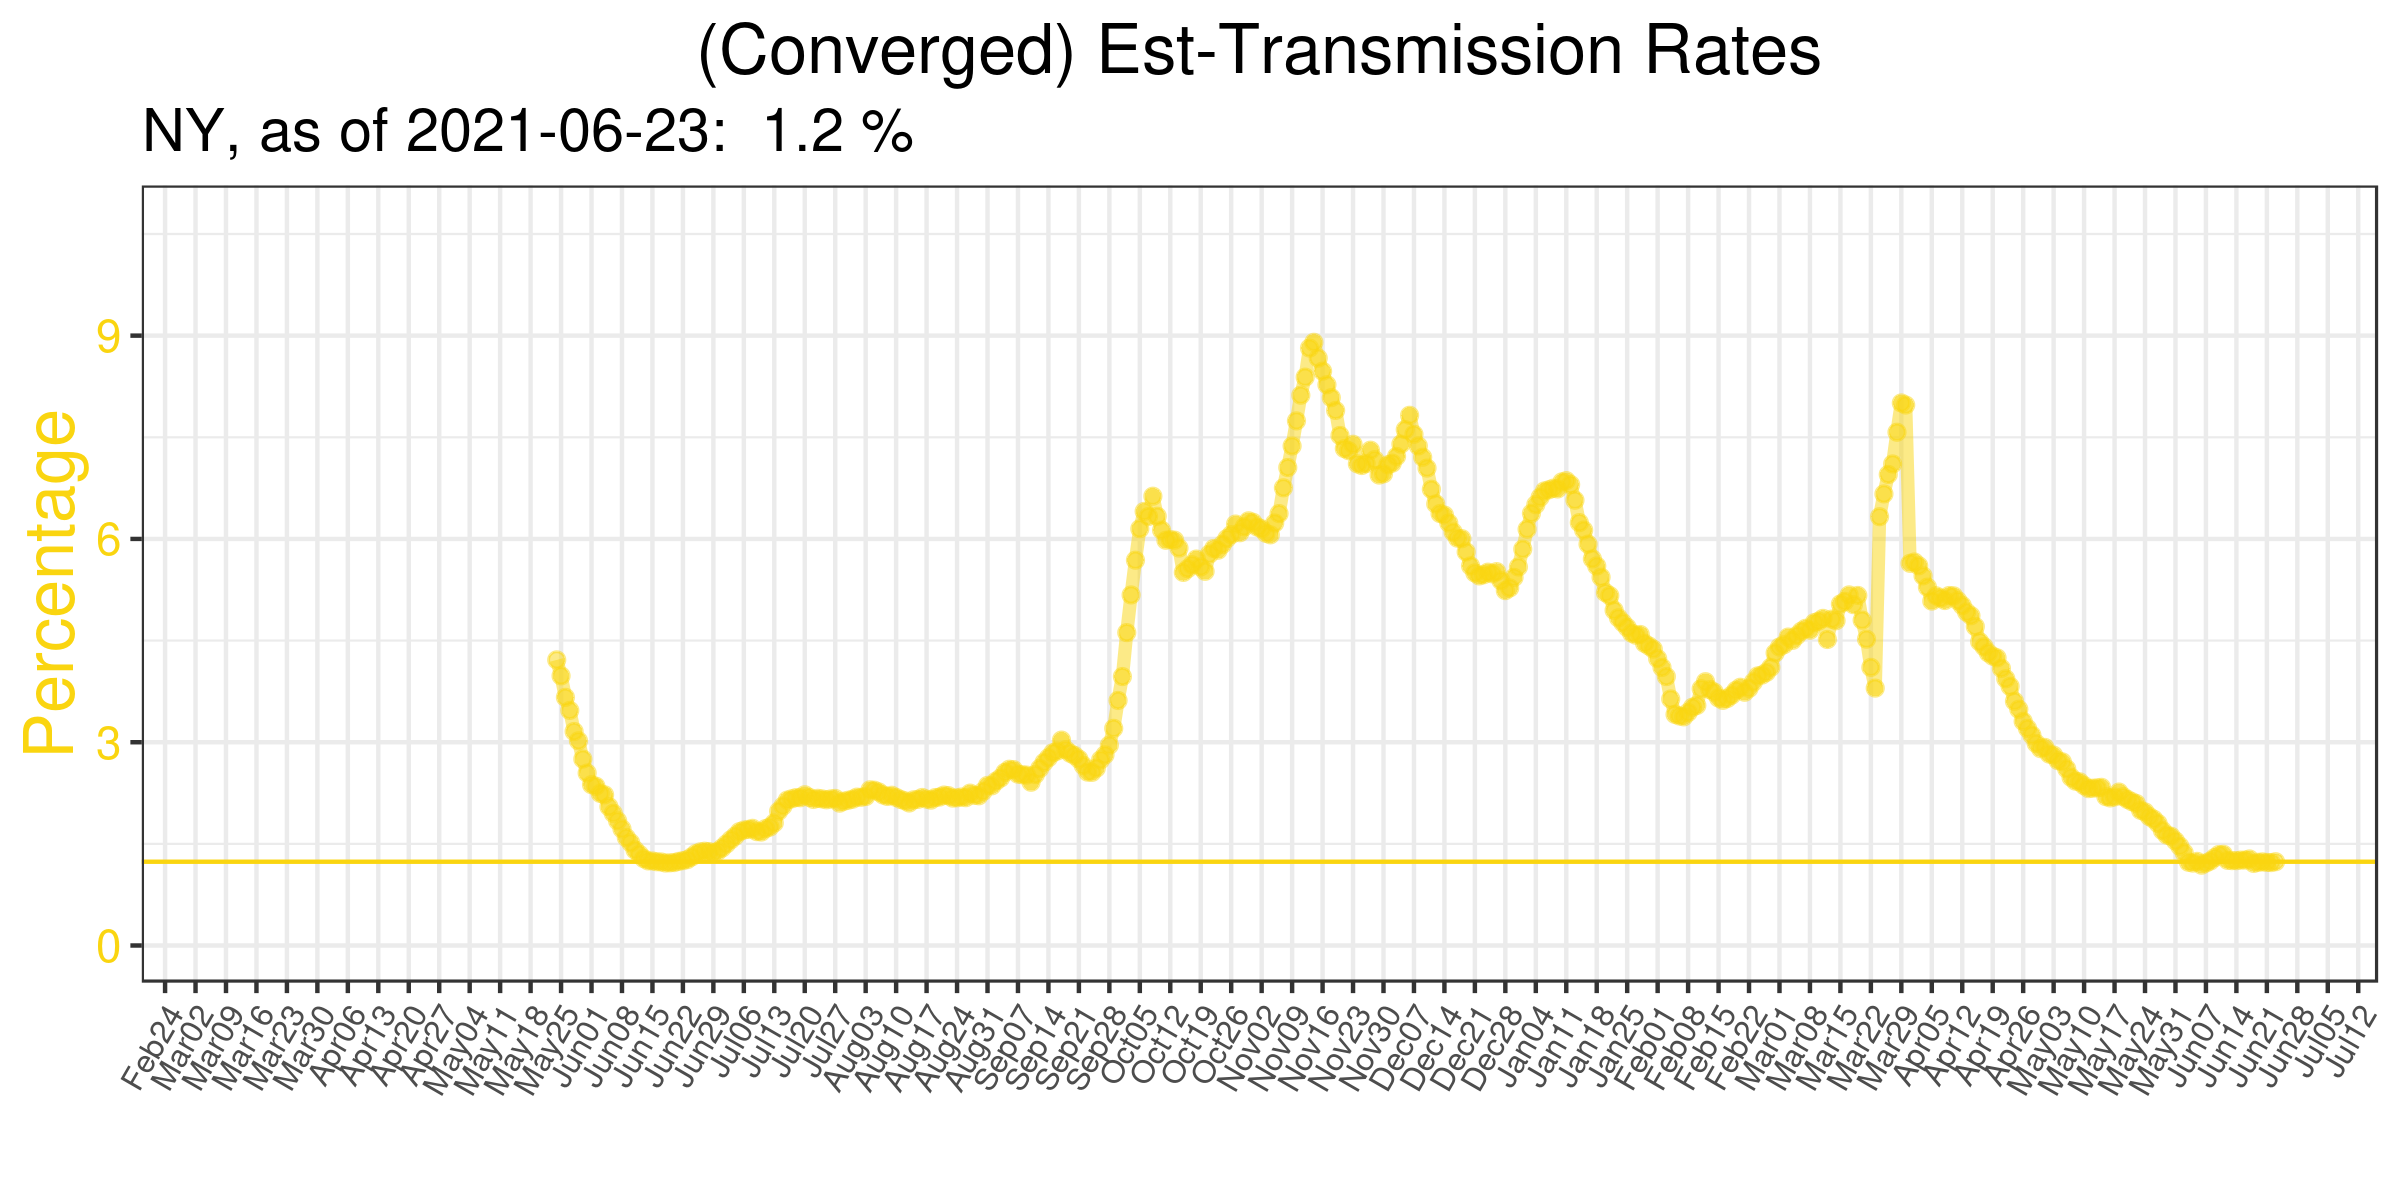 (Converged) Est-Transmission Rates
NY, as of 2021-06-23:  1.2 %
Percentage
9
6
3
0
Feb24
Mar02
Mar09
Mar16
Mar23
Mar30
Apr06
Apr13
Apr20
Apr27
May04
May11
May18
May25
Jun01
Jun08
Jun15
Jun22
Jun29
Jul06
Jul13
Jul20
Jul27
Aug03
Aug10
Aug17
Aug24
Aug31
Sep07
Sep14
Sep21
Sep28
Oct05
Oct12
Oct19
Oct26
Nov02
Nov09
Nov16
Nov23
Nov30
Dec07
Dec14
Dec21
Dec28
Jan04
Jan11
Jan18
Jan25
Feb01
Feb08
Feb15
Feb22
Mar01
Mar08
Mar15
Mar22
Mar29
Apr05
Apr12
Apr19
Apr26
May03
May10
May17
May24
May31
Jun07
Jun14
Jun21
Jun28
Jul05
Jul12